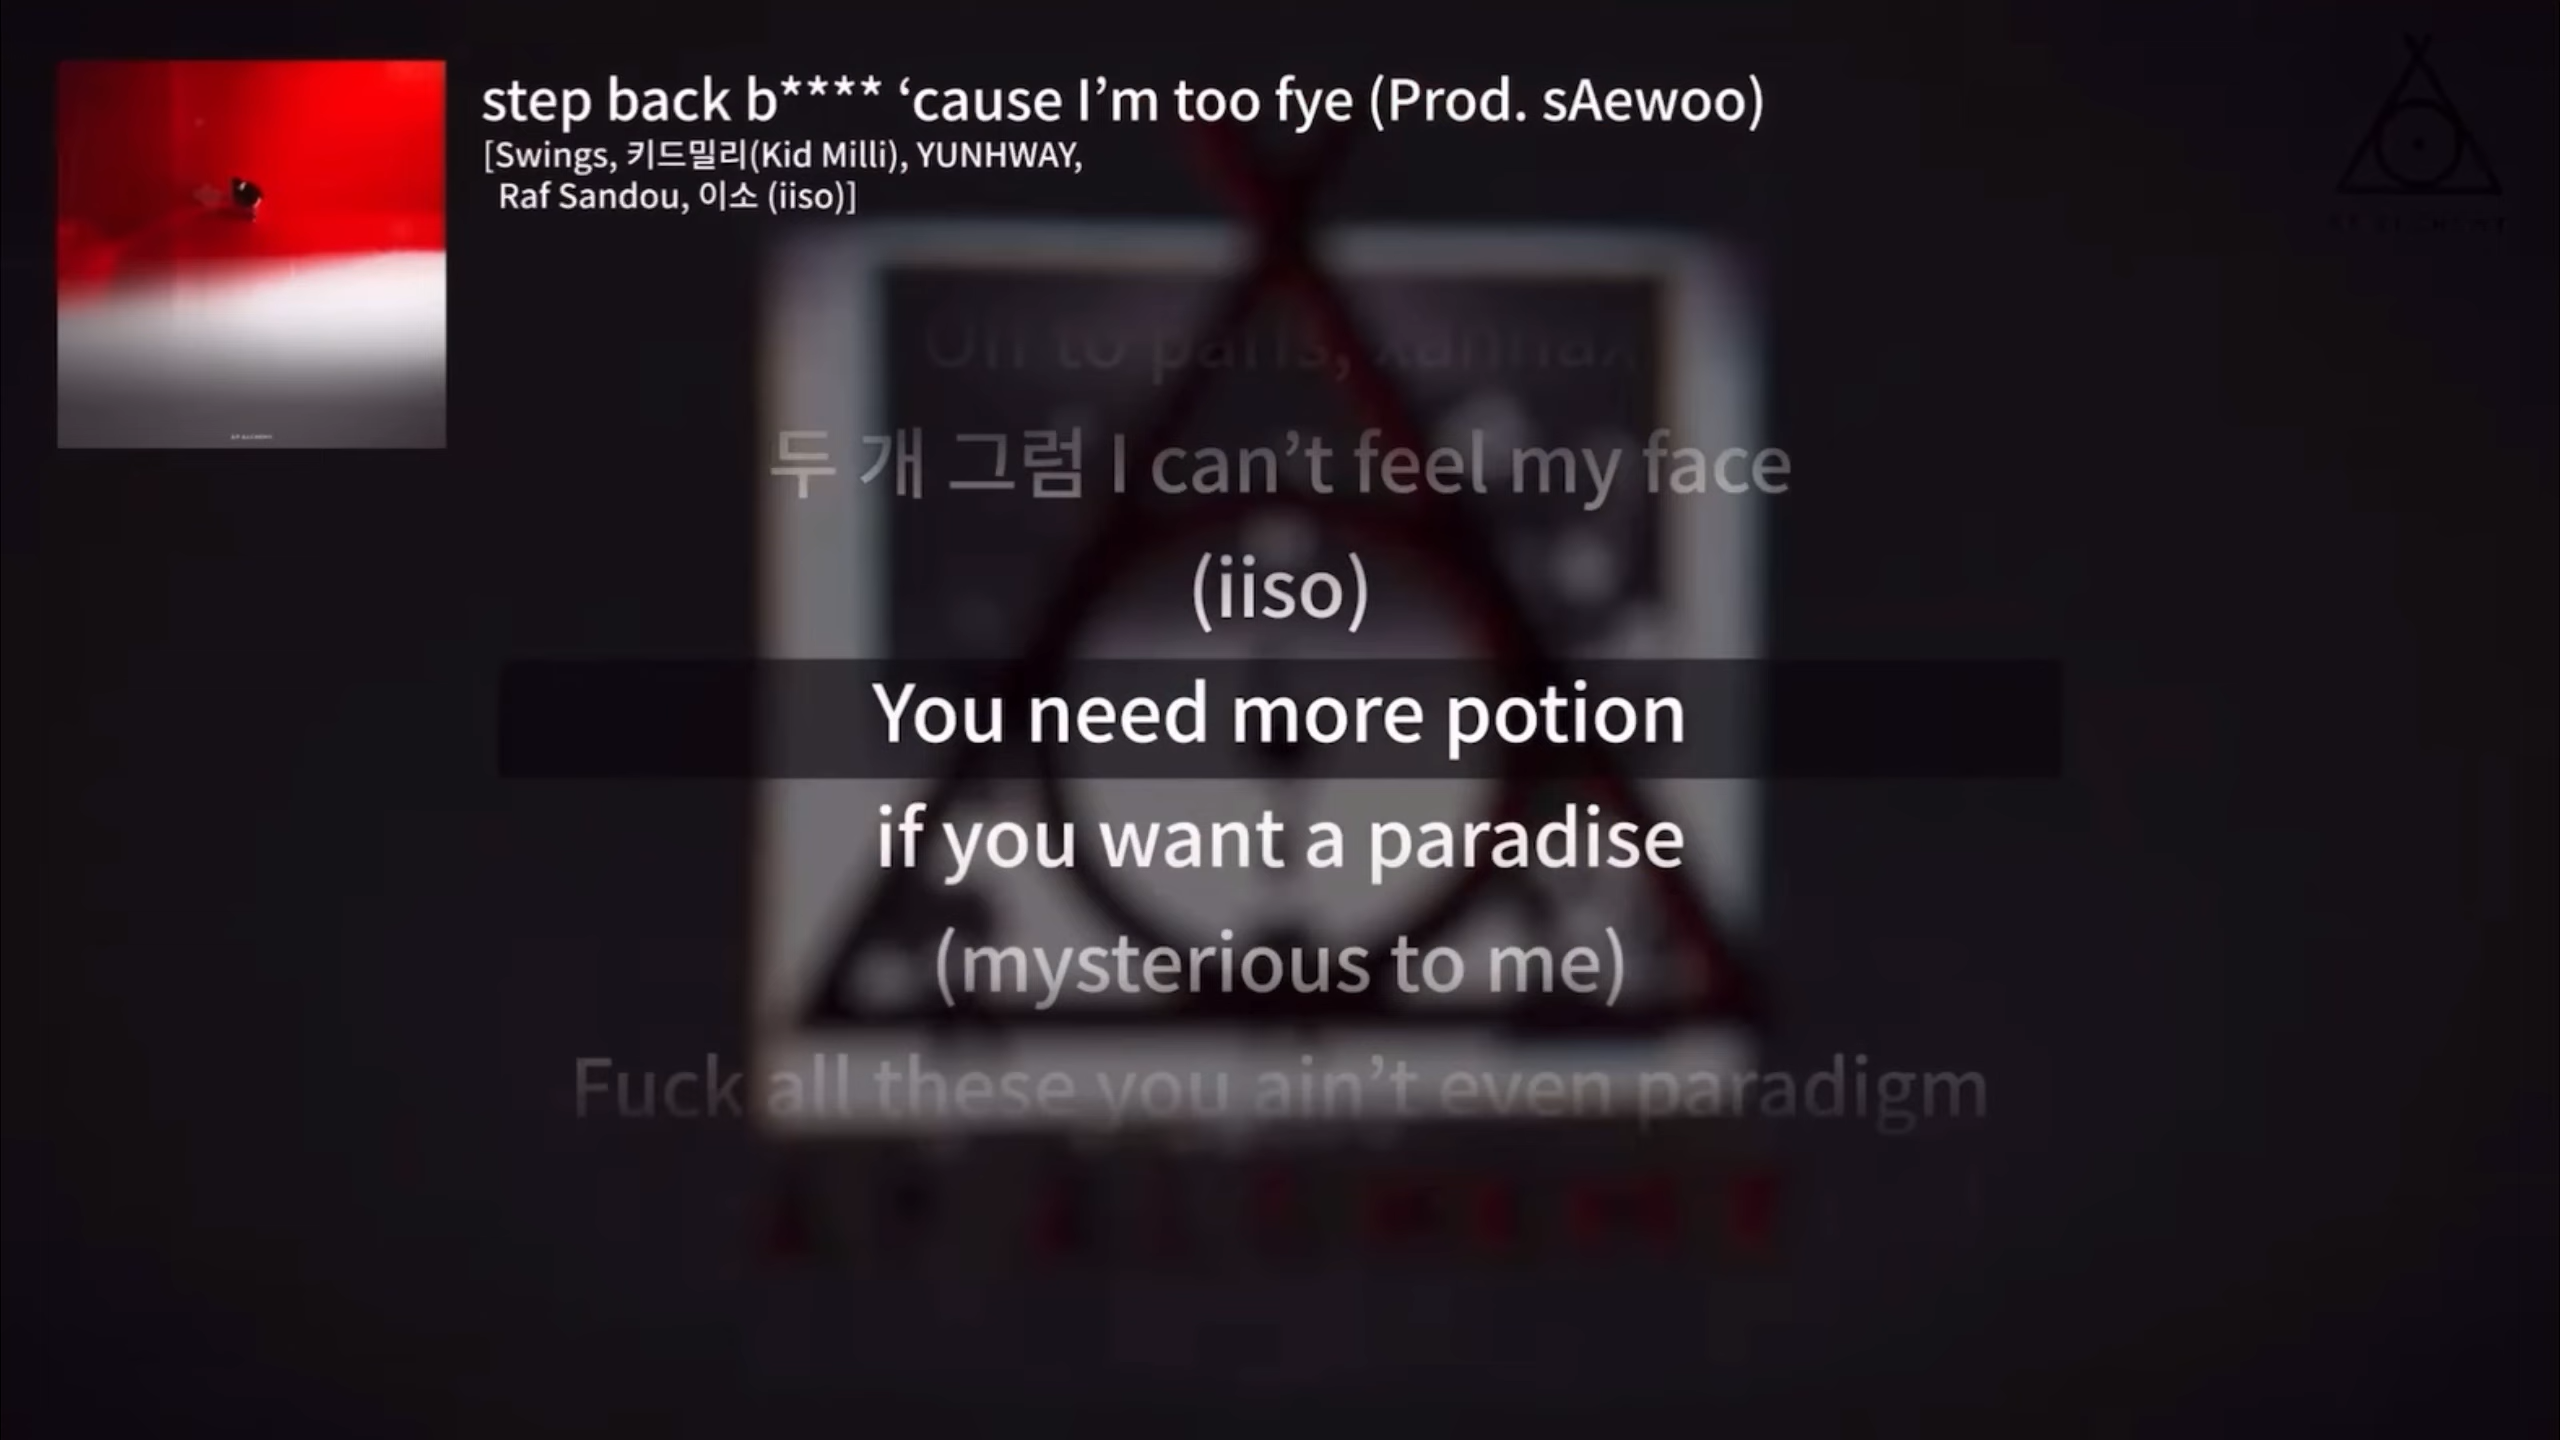 step back b**** ‘cause I’m too fye (Prod. sAewoo)
[Swings, 키드밀리(Kid Milli), YUNHWAY,
Raf Sandou, 이소 (iiso)]
to paris,
두 개 그럼 I can’t feel my face
(iiso)
You need more potion
if you want a paradise
(mysterious to me)
Fuck all these you ain’t even paradigm